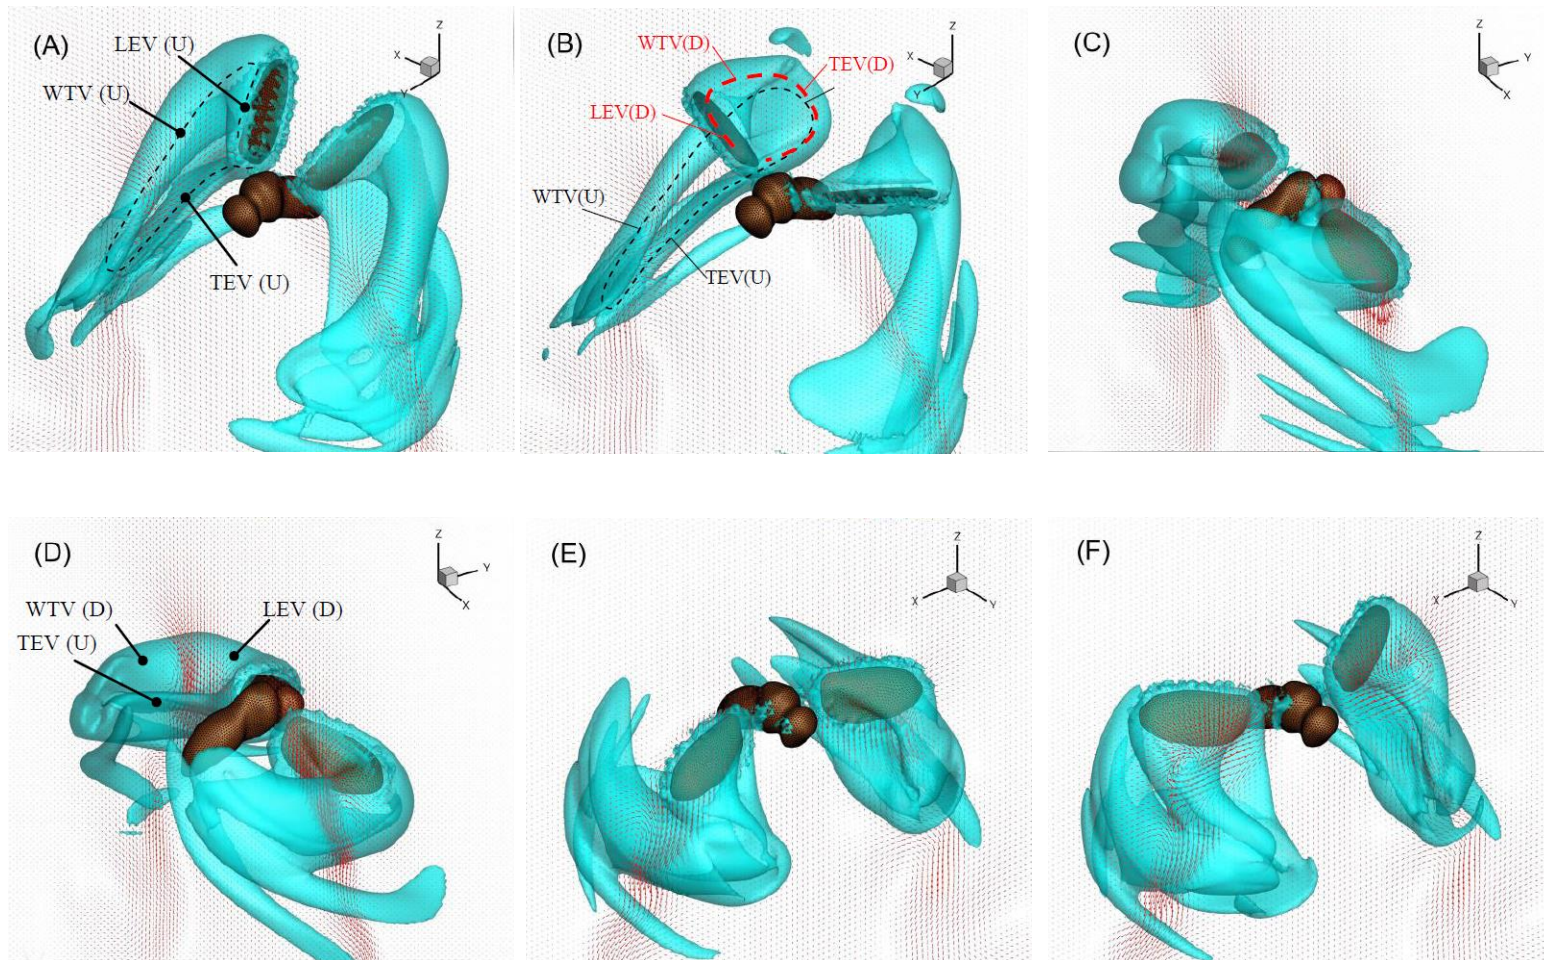 (A)
LEV (U)
WTV (U)
TEV (U)
Z
X
Y
(B)
WTV(D)
TEV(D)
LEV(D)
WTV(U)
TEV(U)
Z
X
Y
(C)
Z
Y
X
(D)
WTV (D)
LEV (D)
TEV (U)
Z
Y
X
(E)
Z
X
Y
(F)
Z
X
Y